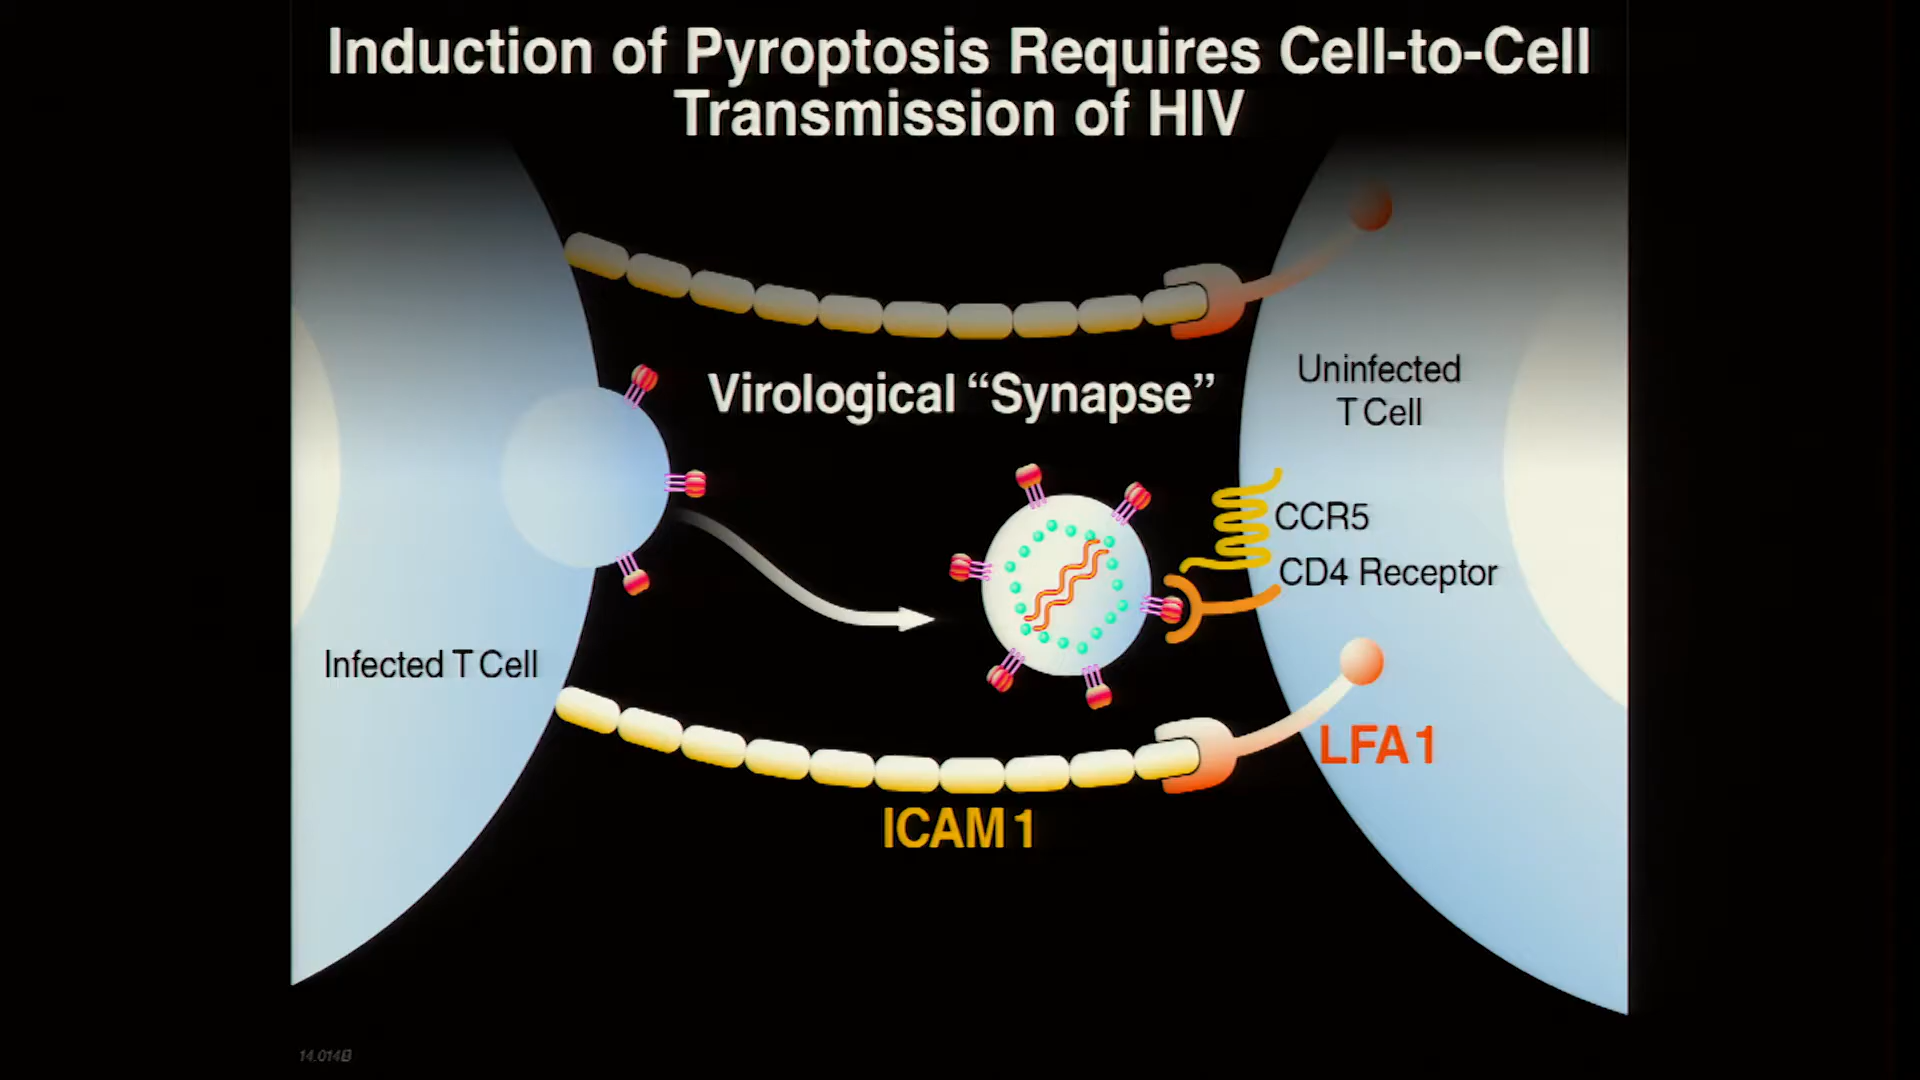 Induction of Pyroptosis Requires Cell-to-Cell
Transmission of HIV
Virological “Synapse”
Uninfected
T Cell
CCR5
CD4 Receptor
Infected T Cell
LFA1
ICAM1